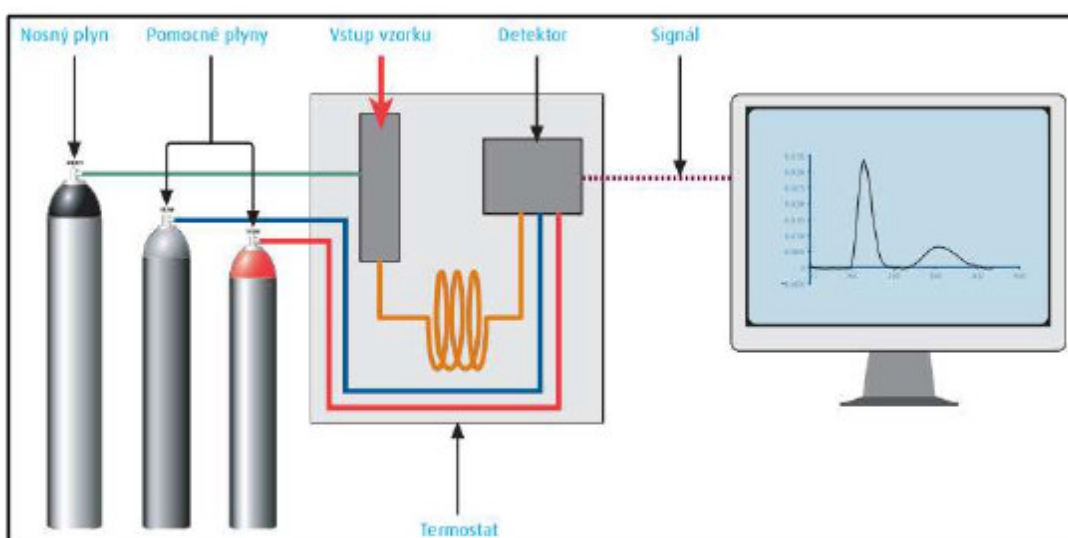 Nosný plyn
Pomocné plyny
Vstup vzorku
Detektor
Signál
Termostat